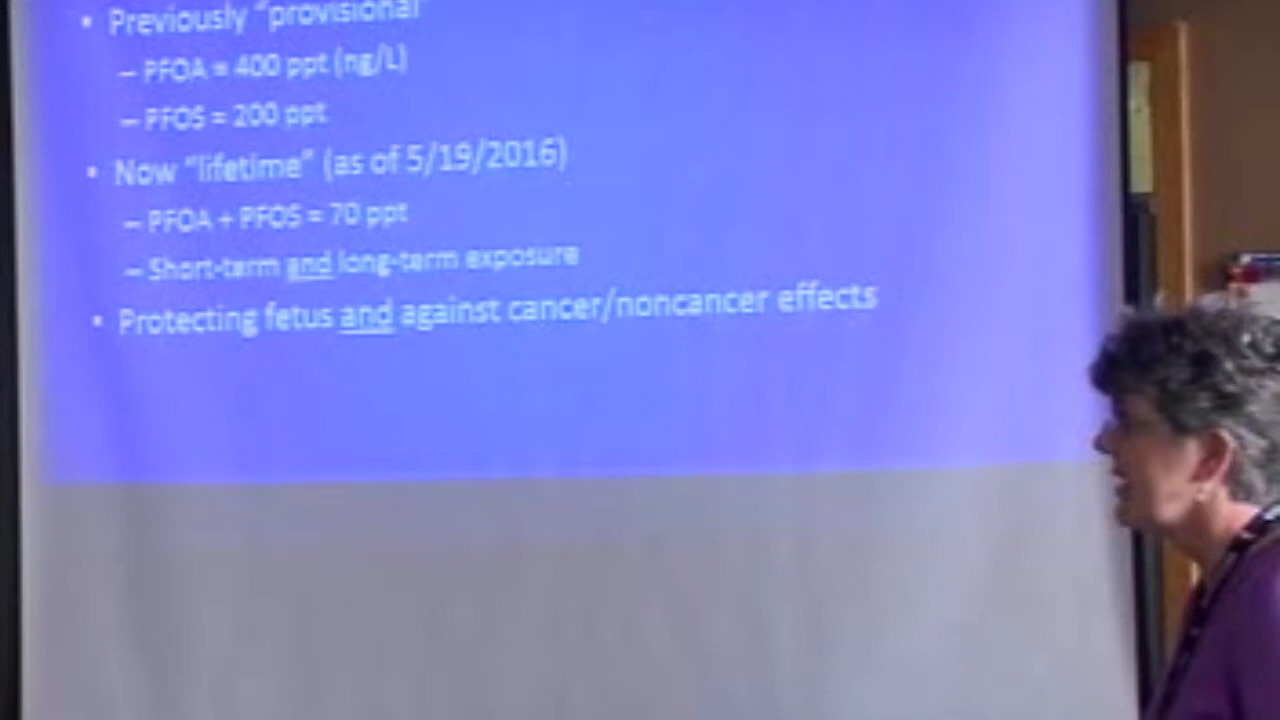 • Previously "provisional"
– PFOA = 400 ppt (ng/L)
– PFOS = 200 ppt
• Now "lifetime" (as of 5/19/2016)
– PFOA + PFOS = 70 ppt
– Short-term and long-term exposure
• Protecting fetus and against cancer/noncancer effects